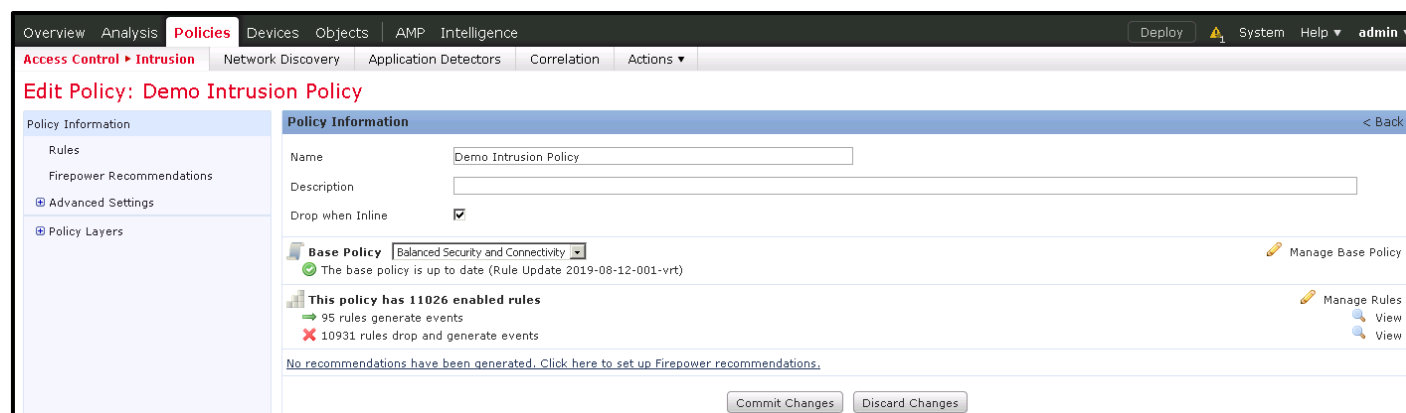 Overview Analysis Policies Devices Objects AMP Intelligence Deploy 1 System Help ▾ admin
Access Control ▸ Intrusion Network Discovery Application Detectors Correlation Actions ▾
Edit Policy: Demo Intrusion Policy
Policy Information
Rules
Firepower Recommendations
Advanced Settings
Policy Layers
Policy Information < Back
Name Demo Intrusion Policy
Description
Drop when Inline
Base Policy Balanced Security and Connectivity Manage Base Policy
The base policy is up to date (Rule Update 2019-08-12-001-vrt)
This policy has 11026 enabled rules Manage Rules
95 rules generate events View
10931 rules drop and generate events View
No recommendations have been generated. Click here to set up Firepower recommendations.
Commit Changes Discard Changes